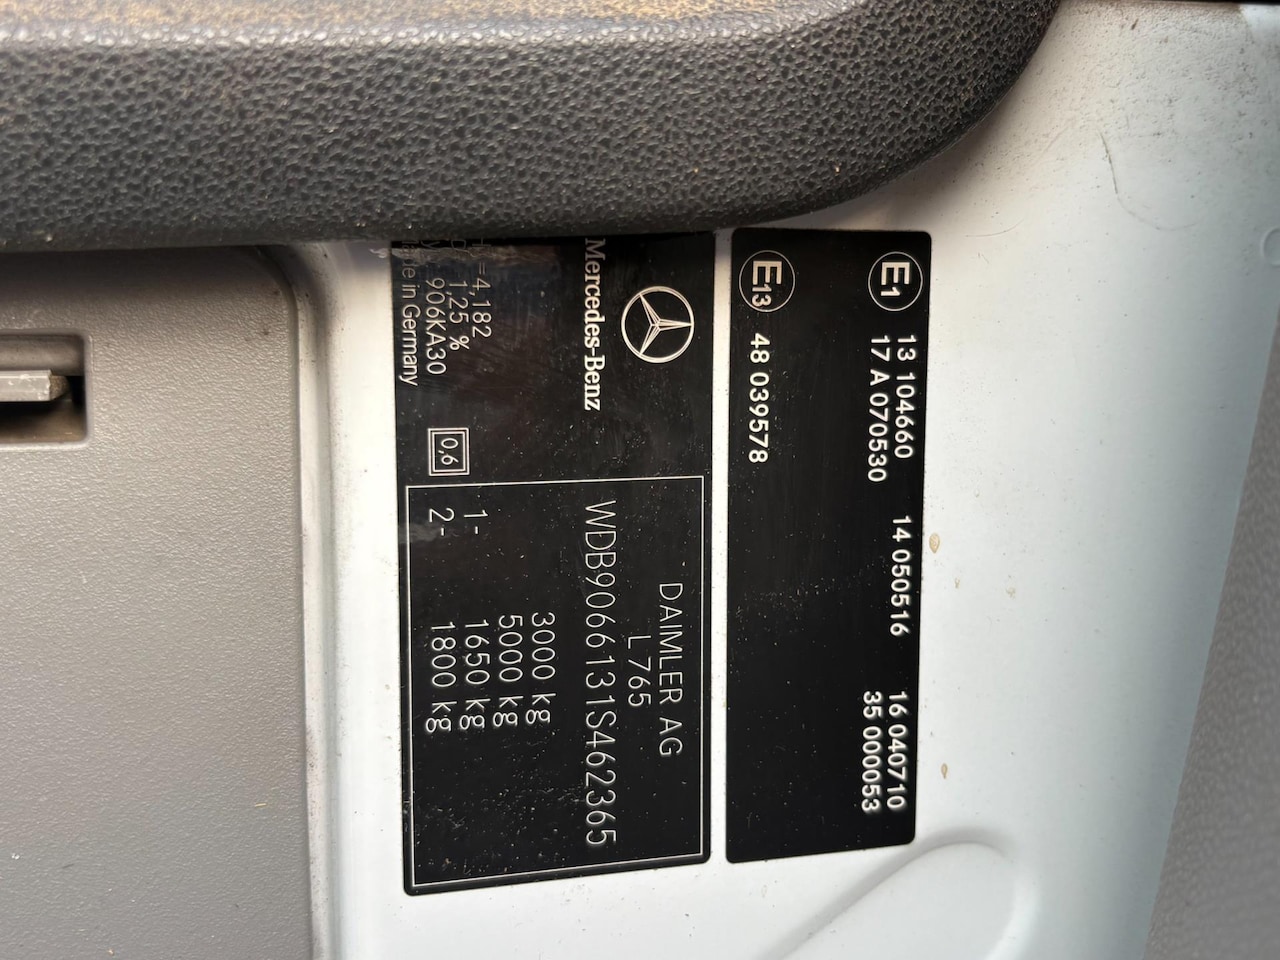 E1 13 104660 14 050516 16 040710
17 A 070530 35 000053
E13 48 039578
Mercedes-Benz
DAIMLER AG
L 765
WDB9066131S462365
3000 kg
5000 kg
1- 1650 kg
2- 1800 kg
=4,182
1,25 %
906KA30
in Germany
0,6